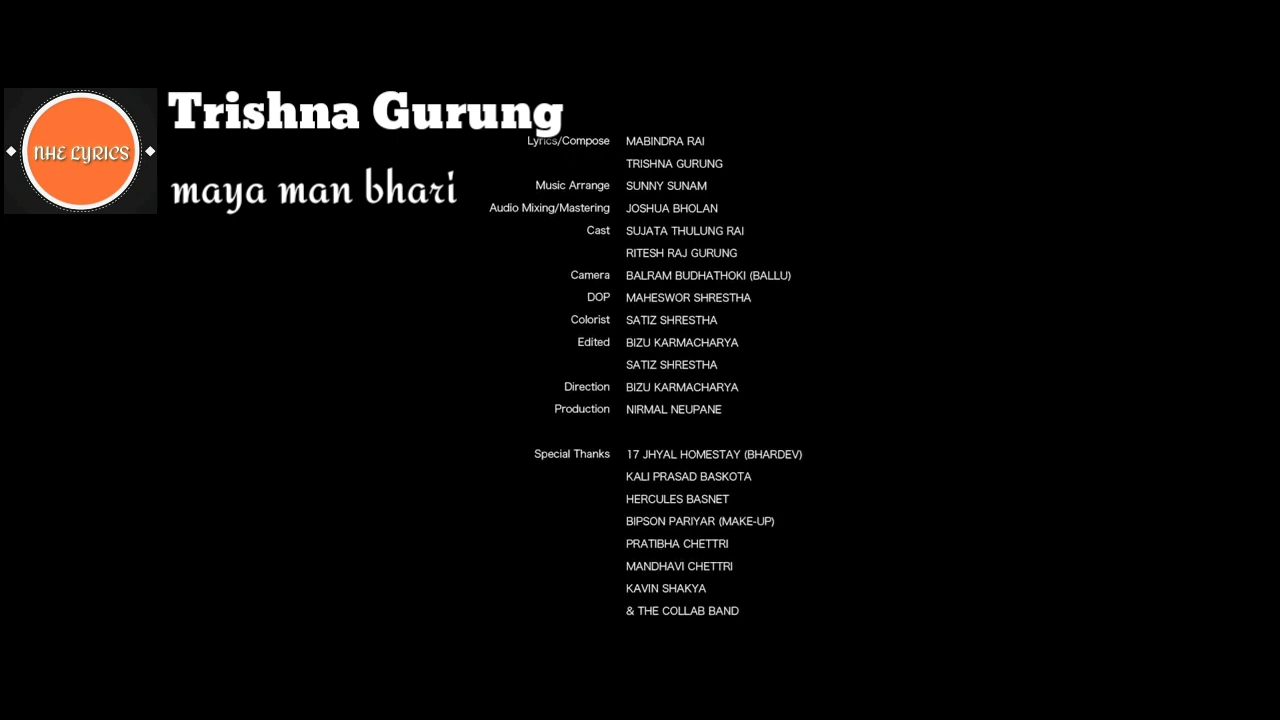 NHE LYRICS
Trishna Gurung
maya man bhari
Lyrics/Compose MABINDRA RAI
TRISHNA GURUNG
Music Arrange SUNNY SUNAM
Audio Mixing/Mastering JOSHUA BHOLAN
Cast SUJATA THULUNG RAI
RITESH RAJ GURUNG
Camera BALRAM BUDHATHOKI (BALLU)
DOP MAHESWOR SHRESTHA
Colorist SATIZ SHRESTHA
Edited BIZU KARMACHARYA
SATIZ SHRESTHA
Direction BIZU KARMACHARYA
Production NIRMAL NEUPANE
Special Thanks 17 JHYAL HOMESTAY (BHARDEV)
KALI PRASAD BASKOTA
HERCULES BASNET
BIPSON PARIYAR (MAKE-UP)
PRATIBHA CHETTRI
MANDHAVI CHETTRI
KAVIN SHAKYA
& THE COLLAB BAND